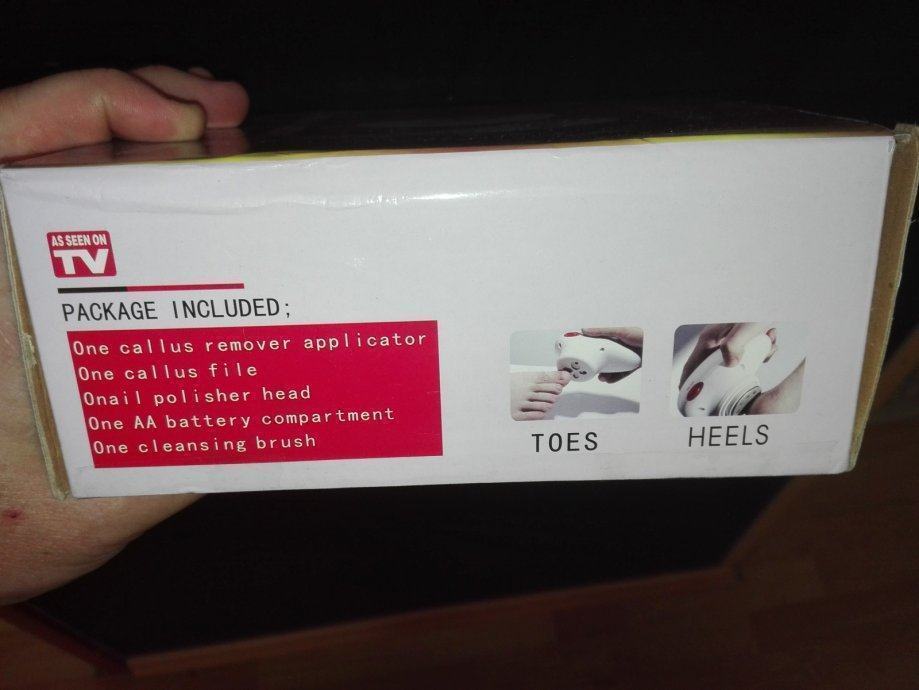 AS SEEN ON
TV
PACKAGE INCLUDED;
One callus remover applicator
One callus file
Onail polisher head
One AA battery compartment
One cleansing brush
TOES
HEELS